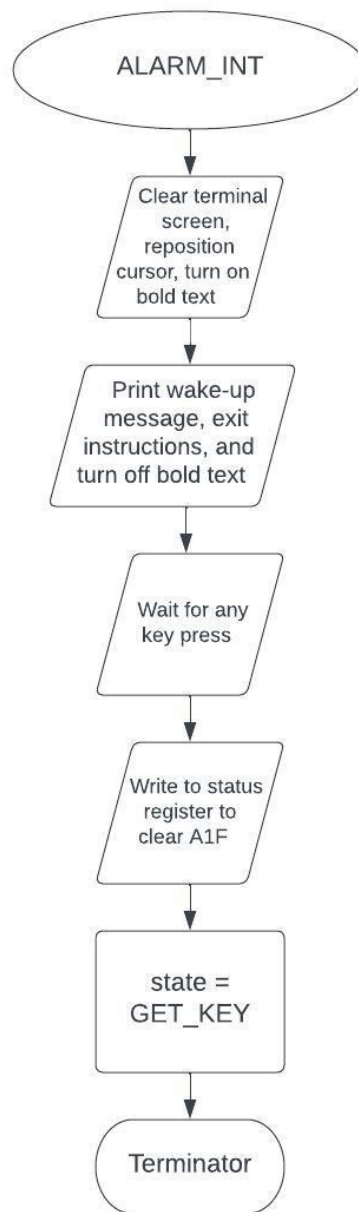 ALARM_INT
Clear terminal
screen,
reposition
cursor, turn on
bold text
Print wake-up
message, exit
instructions, and
turn off bold text
Wait for any
key press
Write to status
register to
clear A1F
state =
GET_KEY
Terminator